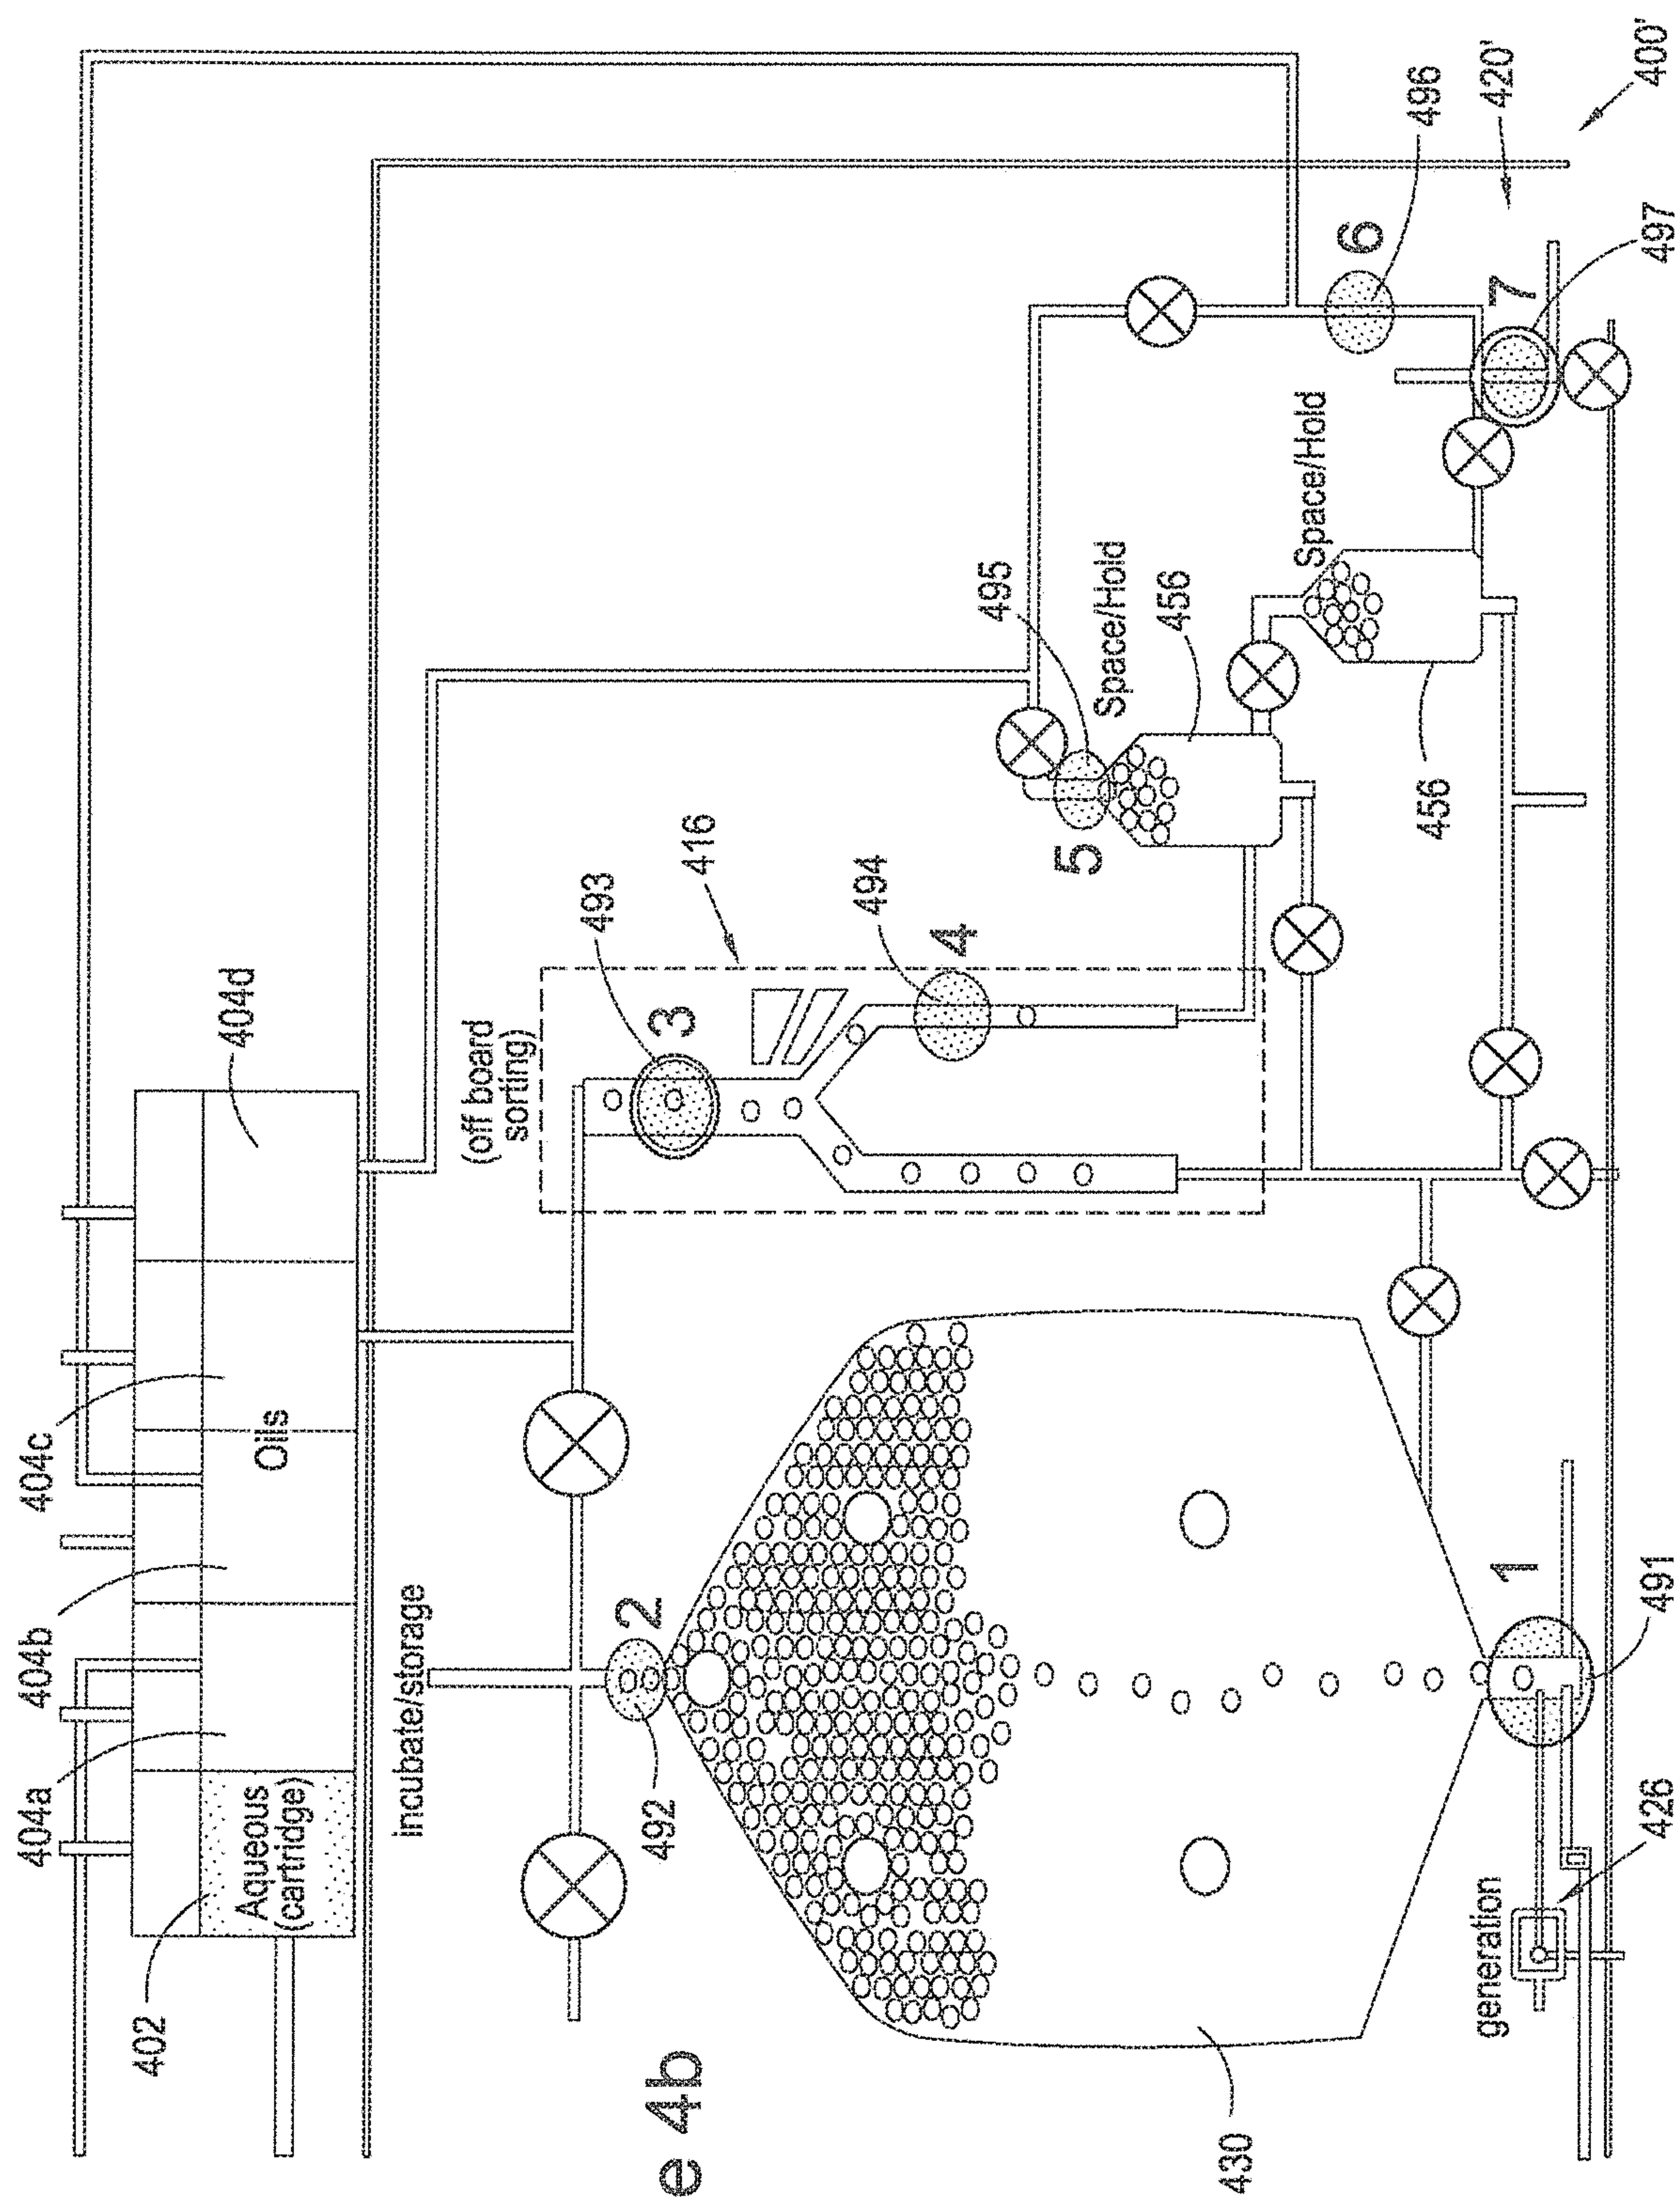 404a
404b
404c
402
404d
Aqueous
(cartridge)
Oils
incubate/storage
(off board
sorting)
493
2
492
3
e 4b
416
494
4
495
5
Space/Hold
456
430
Space/Hold
6
496
456
generation
420'
1
7
426
491
497
400'